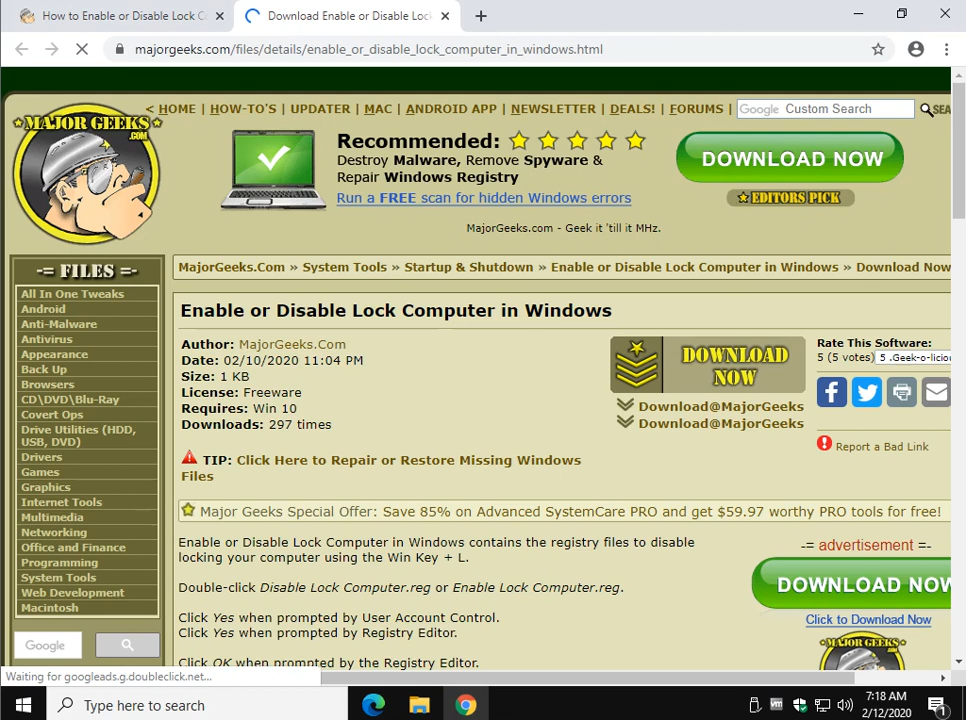 How to Enable or Disable Lock C
Download Enable or Disable Loc
majorgeeks.com/files/details/enable_or_disable_lock_computer_in_windows.html
< HOME | HOW-TO'S | UPDATER | MAC | ANDROID APP | NEWSLETTER | DEALS! | FORUMS |
Google Custom Search
SEA
MAJOR GEEKS
.COM
Recommended:
Destroy Malware, Remove Spyware &
Repair Windows Registry
Run a FREE scan for hidden Windows errors
DOWNLOAD NOW
EDITORS PICK
MajorGeeks.com - Geek it 'till it MHz.
-= FILES =-
All In One Tweaks
Android
Anti-Malware
Antivirus
Appearance
Back Up
Browsers
CD\DVD\Blu-Ray
Covert Ops
Drive Utilities (HDD,
USB, DVD)
Drivers
Games
Graphics
Internet Tools
Multimedia
Networking
Office and Finance
Programming
System Tools
Web Development
Macintosh
Google
MajorGeeks.Com » System Tools » Startup & Shutdown » Enable or Disable Lock Computer in Windows » Download Now
Enable or Disable Lock Computer in Windows
Author: MajorGeeks.Com
Date: 02/10/2020 11:04 PM
Size: 1 KB
License: Freeware
Requires: Win 10
Downloads: 297 times
DOWNLOAD
NOW
Download@MajorGeeks
Download@MajorGeeks
Rate This Software:
5 (5 votes) 5 .Geek-o-licio
Report a Bad Link
TIP: Click Here to Repair or Restore Missing Windows
Files
Major Geeks Special Offer: Save 85% on Advanced SystemCare PRO and get $59.97 worthy PRO tools for free!
Enable or Disable Lock Computer in Windows contains the registry files to disable
locking your computer using the Win Key + L.
Double-click Disable Lock Computer.reg or Enable Lock Computer.reg.
Click Yes when prompted by User Account Control.
Click Yes when prompted by Registry Editor.
Click OK when prompted by the Registry Editor.
-= advertisement =-
DOWNLOAD NOW
Click to Download Now
MAJOR GEEKS
Waiting for googleads.g.doubleclick.net...
Type here to search
vm
7:18 AM
2/12/2020
1